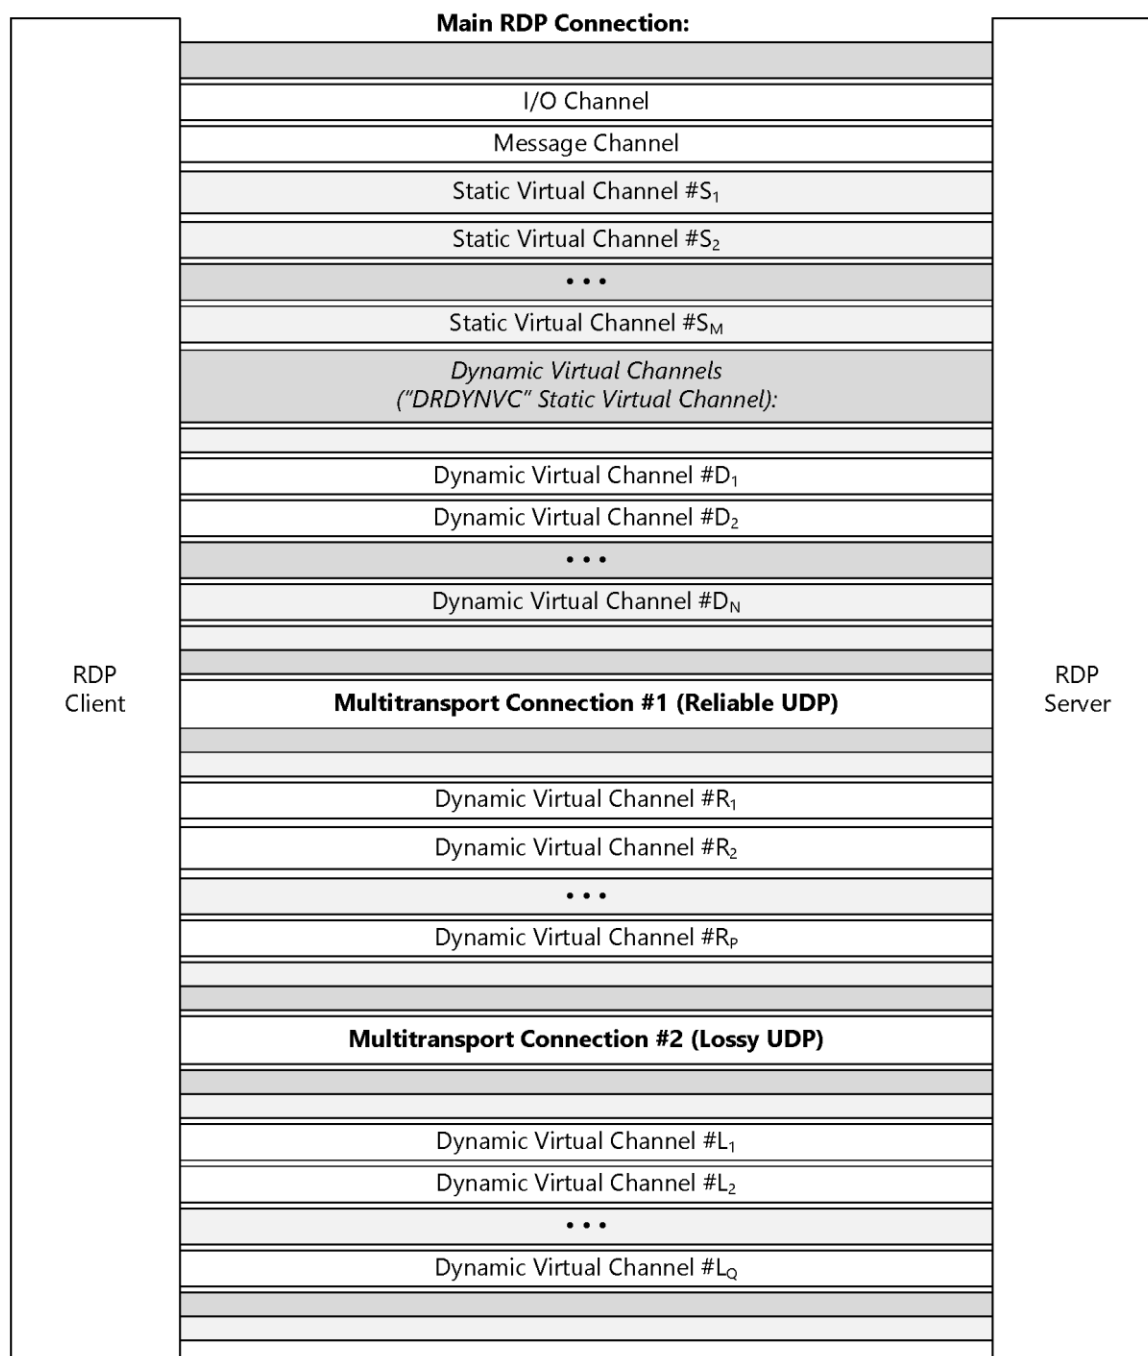 Main RDP Connection:
I/O Channel
Message Channel
Static Virtual Channel #S₁
Static Virtual Channel #S₂
• • •
Static Virtual Channel #Sᴍ
Dynamic Virtual Channels
(“DRDYNVC” Static Virtual Channel):
Dynamic Virtual Channel #D₁
Dynamic Virtual Channel #D₂
• • •
Dynamic Virtual Channel #Dɴ
RDP
Client
RDP
Server
Multitransport Connection #1 (Reliable UDP)
Dynamic Virtual Channel #R₁
Dynamic Virtual Channel #R₂
• • •
Dynamic Virtual Channel #Rᴘ
Multitransport Connection #2 (Lossy UDP)
Dynamic Virtual Channel #L₁
Dynamic Virtual Channel #L₂
• • •
Dynamic Virtual Channel #LQ